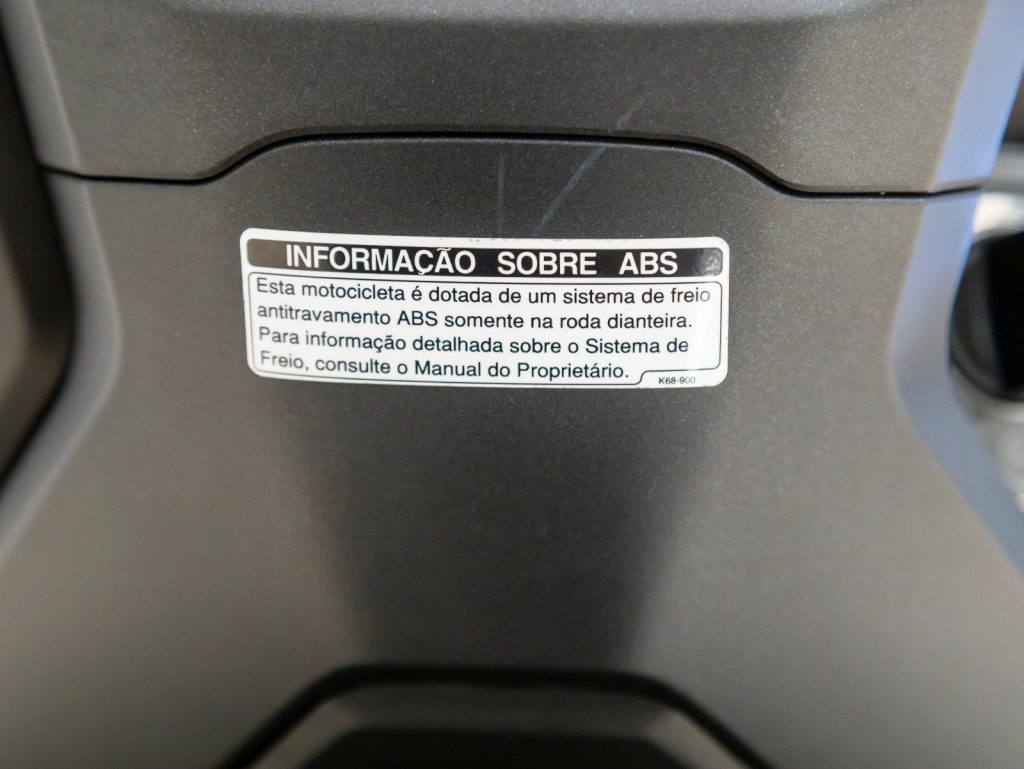 INFORMAÇÃO SOBRE ABS
Esta motocicleta é dotada de um sistema de freio
antitravamento ABS somente na roda dianteira.
Para informação detalhada sobre o Sistema de
Freio, consulte o Manual do Proprietário.
K68-900